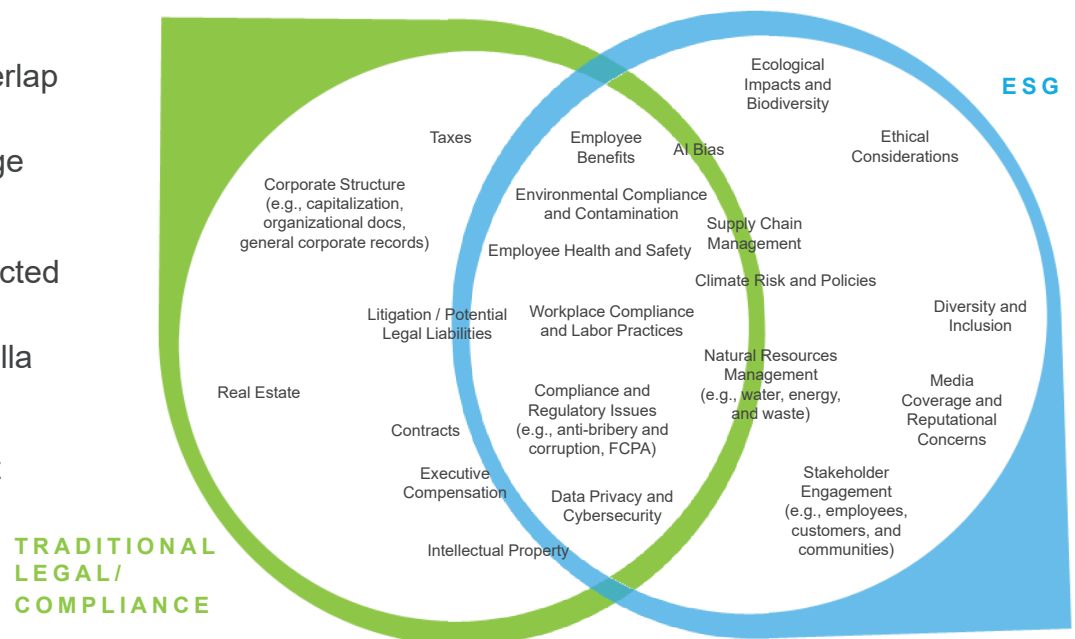 erlap
ge
cted
lla
TRADITIONAL
LEGAL/
COMPLIANCE
ESG
Taxes
Corporate Structure
(e.g., capitalization,
organizational docs,
general corporate records)
Litigation / Potential
Legal Liabilities
Real Estate
Contracts
Executive
Compensation
Intellectual Property
Employee
Benefits
AI Bias
Environmental Compliance
and Contamination
Employee Health and Safety
Workplace Compliance
and Labor Practices
Compliance and
Regulatory Issues
(e.g., anti-bribery and
corruption, FCPA)
Data Privacy and
Cybersecurity
Supply Chain
Management
Climate Risk and Policies
Natural Resources
Management
(e.g., water, energy,
and waste)
Ecological
Impacts and
Biodiversity
Ethical
Considerations
Diversity and
Inclusion
Media
Coverage and
Reputational
Concerns
Stakeholder
Engagement
(e.g., employees,
customers, and
communities)